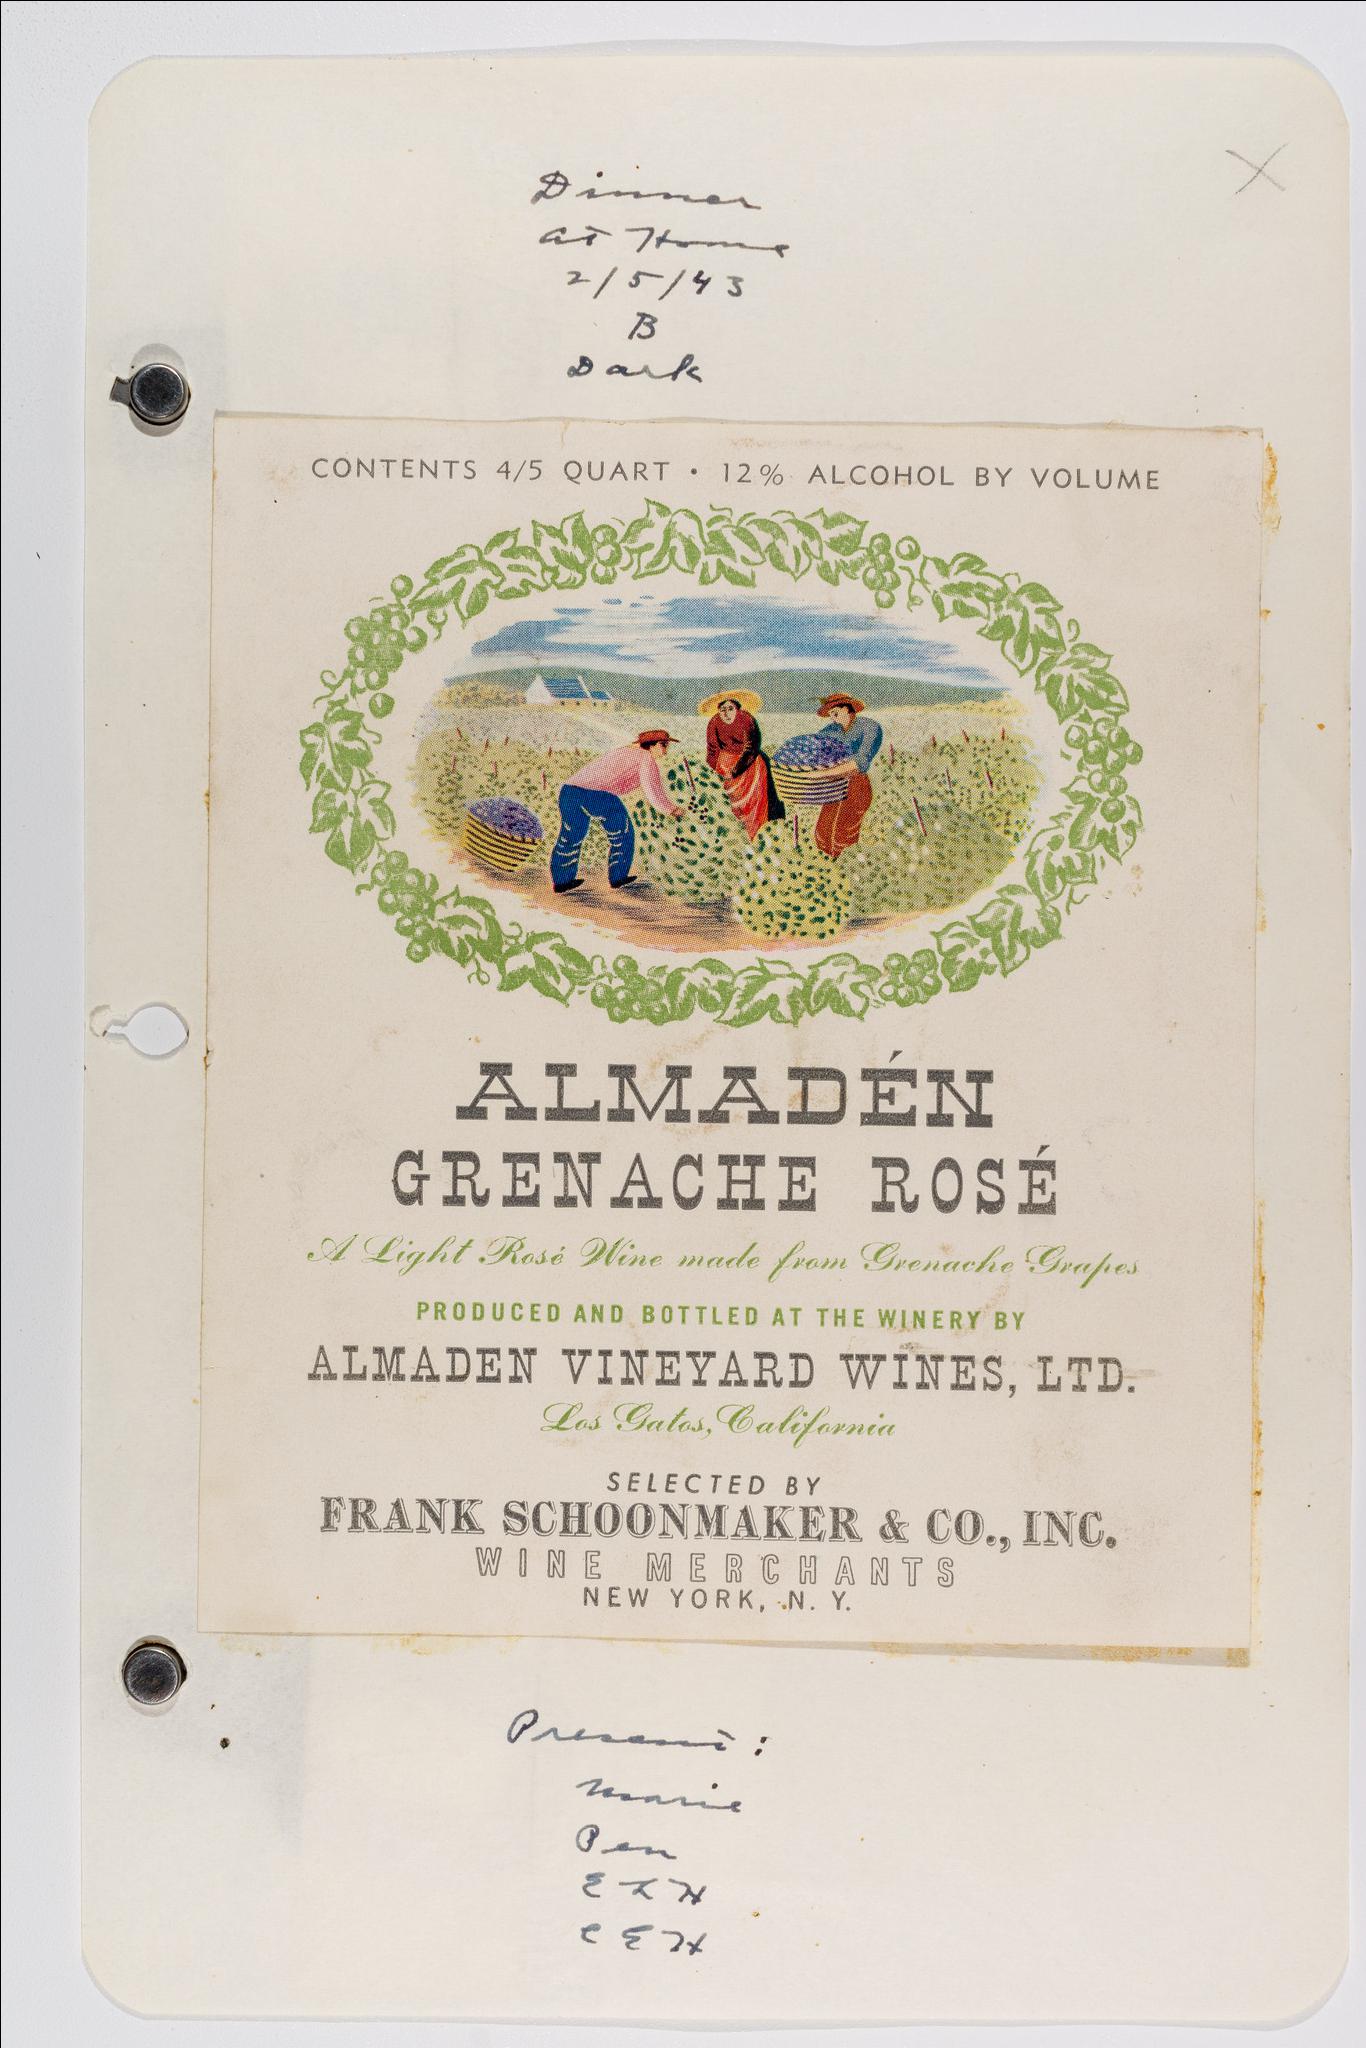 Dinner
at Home
2/5/43
B
Dark
CONTENTS 4/5 QUART • 12% ALCOHOL BY VOLUME
ALMADÉN
GRENACHE ROSÉ
A Light Rosé Wine made from Grenache Grapes
PRODUCED AND BOTTLED AT THE WINERY BY
ALMADEN VINEYARD WINES, LTD.
Los Gatos, California
SELECTED BY
FRANK SCHOONMAKER & CO., INC.
WINE MERCHANTS
NEW YORK, N. Y.
Present:
Marie
Pen